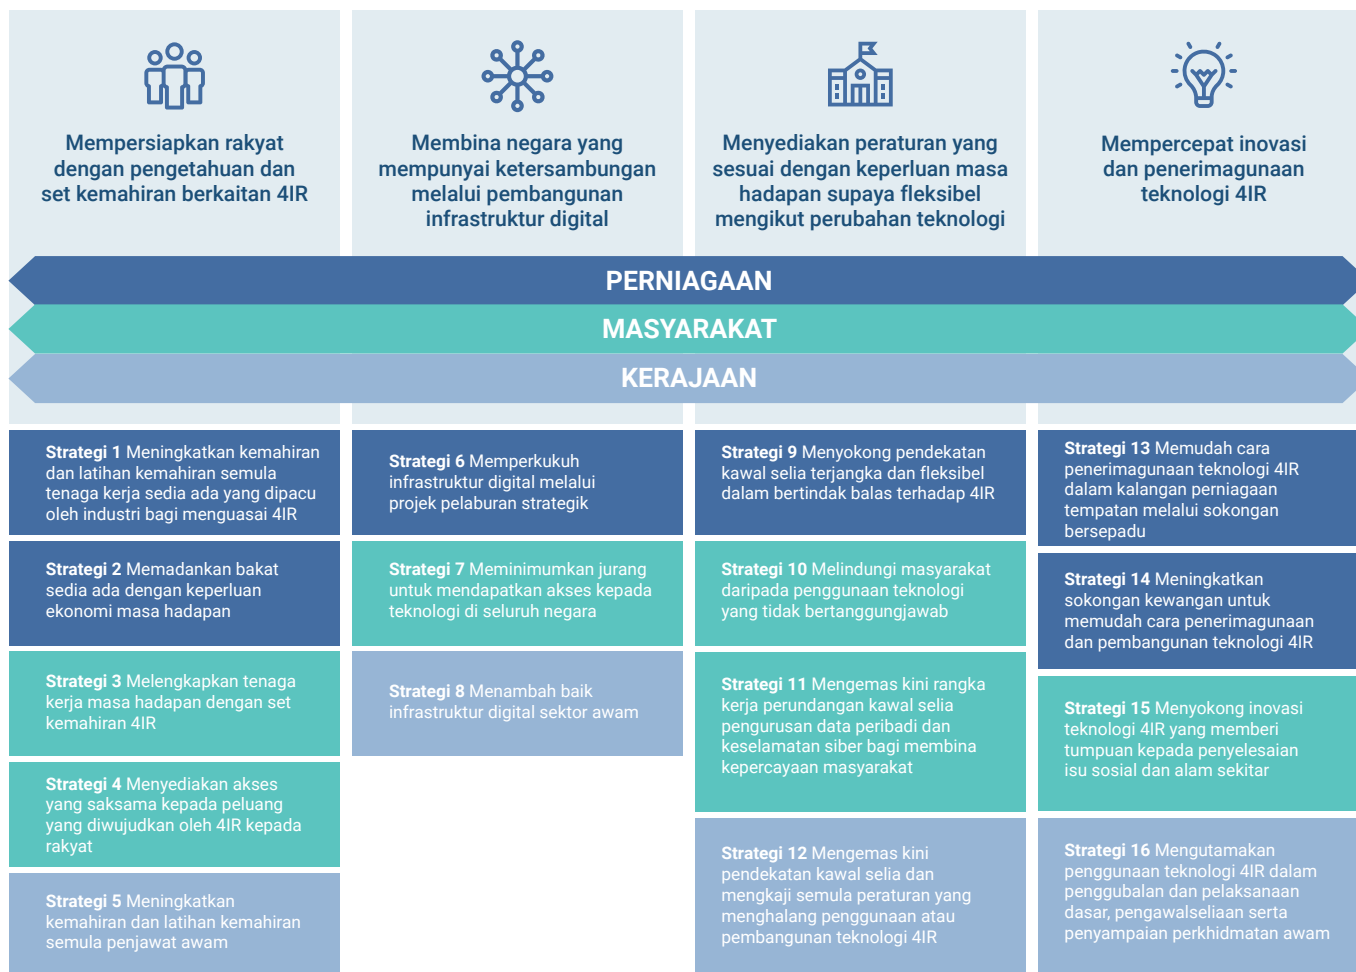 Mempersiapkan rakyat
dengan pengetahuan dan
set kemahiran berkaitan 4IR
Membina negara yang
mempunyai ketersambungan
melalui pembangunan
infrastruktur digital
Menyediakan peraturan yang
sesuai dengan keperluan masa
hadapan supaya fleksibel
mengikut perubahan teknologi
Mempercepat inovasi
dan penerimagunaan
teknologi 4IR
PERNIAGAAN
MASYARAKAT
KERAJAAN
Strategi 1 Meningkatkan kemahiran
dan latihan kemahiran semula
tenaga kerja sedia ada yang dipacu
oleh industri bagi menguasai 4IR
Strategi 2 Memadankan bakat
sedia ada dengan keperluan
ekonomi masa hadapan
Strategi 3 Melengkapkan tenaga
kerja masa hadapan dengan set
kemahiran 4IR
Strategi 4 Menyediakan akses
yang saksama kepada peluang
yang diwujudkan oleh 4IR kepada
rakyat
Strategi 5 Meningkatkan
kemahiran dan latihan kemahiran
semula penjawat awam
Strategi 6 Memperkukuh
infrastruktur digital melalui
projek pelaburan strategik
Strategi 7 Meminimumkan jurang
untuk mendapatkan akses kepada
teknologi di seluruh negara
Strategi 8 Menambah baik
infrastruktur digital sektor awam
Strategi 9 Menyokong pendekatan
kawal selia terjangka dan fleksibel
dalam bertindak balas terhadap 4IR
Strategi 10 Melindungi masyarakat
daripada penggunaan teknologi
yang tidak bertanggungjawab
Strategi 11 Mengemas kini rangka
kerja perundangan kawal selia
pengurusan data peribadi dan
keselamatan siber bagi membina
kepercayaan masyarakat
Strategi 12 Mengemas kini
pendekatan kawal selia dan
mengkaji semula peraturan yang
menghalang penggunaan atau
pembangunan teknologi 4IR
Strategi 13 Memudah cara
penerimagunaan teknologi 4IR
dalam kalangan perniagaan
tempatan melalui sokongan
bersepadu
Strategi 14 Meningkatkan
sokongan kewangan untuk
memudah cara penerimagunaan
dan pembangunan teknologi 4IR
Strategi 15 Menyokong inovasi
teknologi 4IR yang memberi
tumpuan kepada penyelesaian
isu sosial dan alam sekitar
Strategi 16 Mengutamakan
penggunaan teknologi 4IR dalam
penggubalan dan pelaksanaan
dasar, pengawalseliaan serta
penyampaian perkhidmatan awam